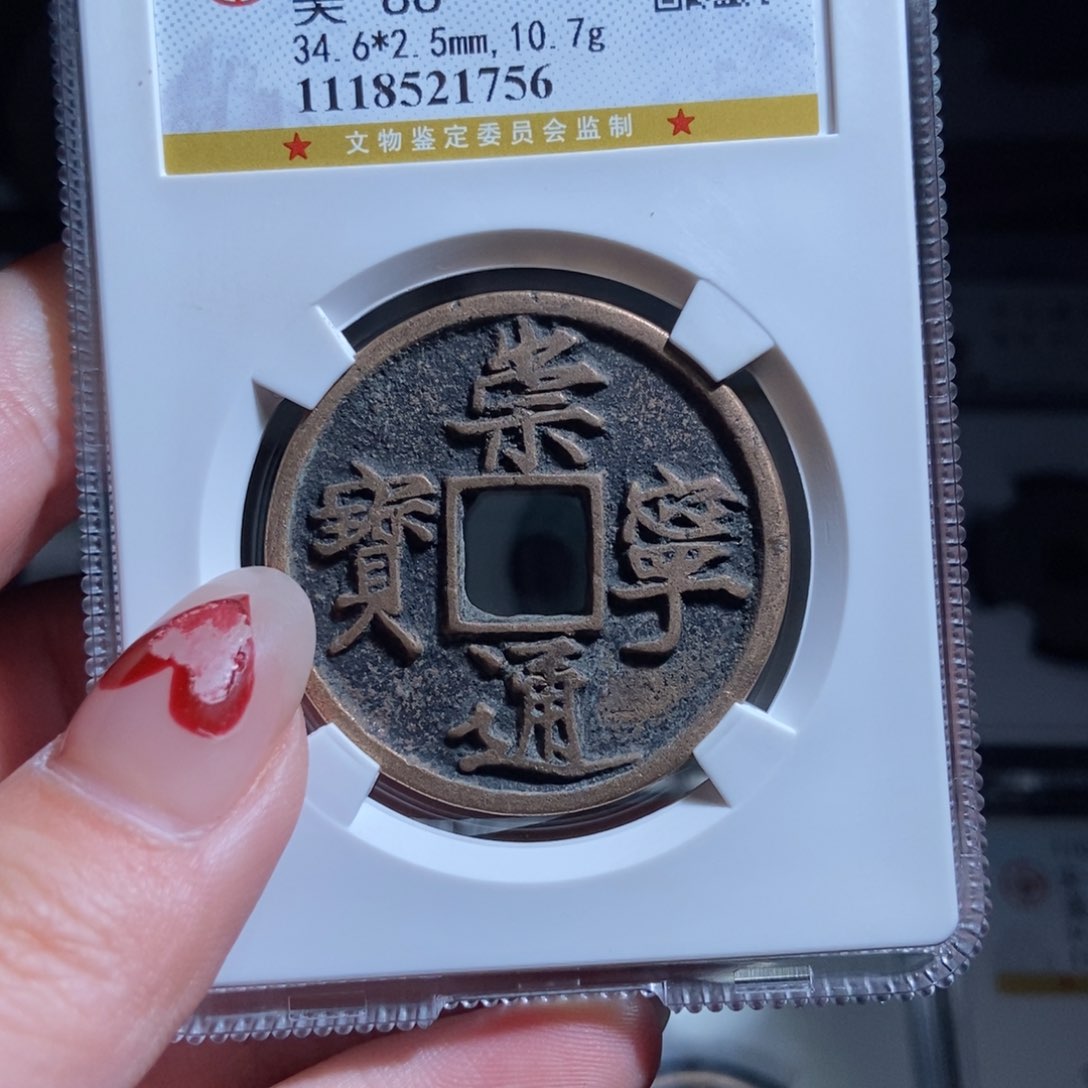 34.6*2.5mm, 10.7g
1118521756
★ 文物鉴定委员会监制 ★
崇
寧
通
寶